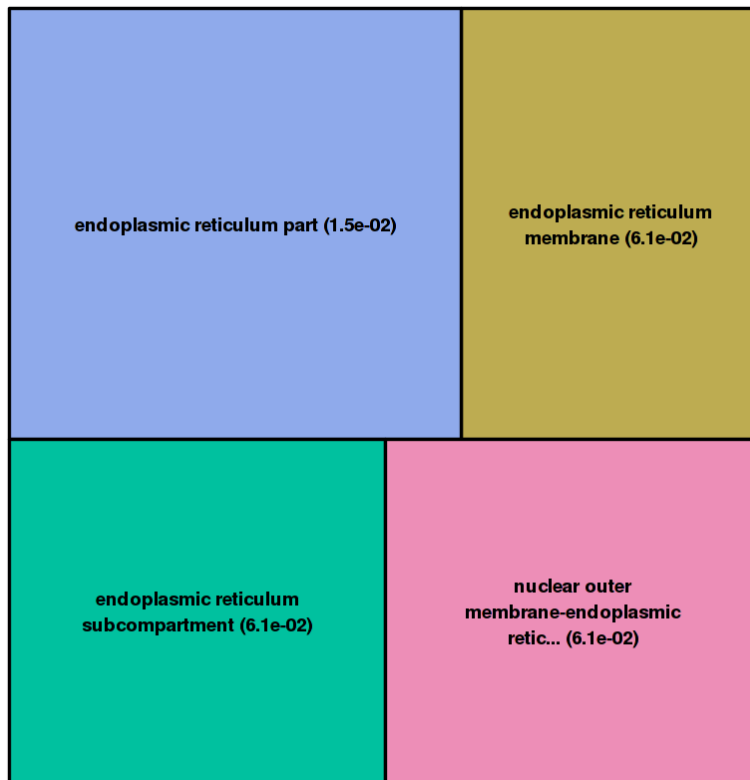 endoplasmic reticulum part (1.5e-02)
endoplasmic reticulum
membrane (6.1e-02)
endoplasmic reticulum
subcompartment (6.1e-02)
nuclear outer
membrane-endoplasmic
retic... (6.1e-02)